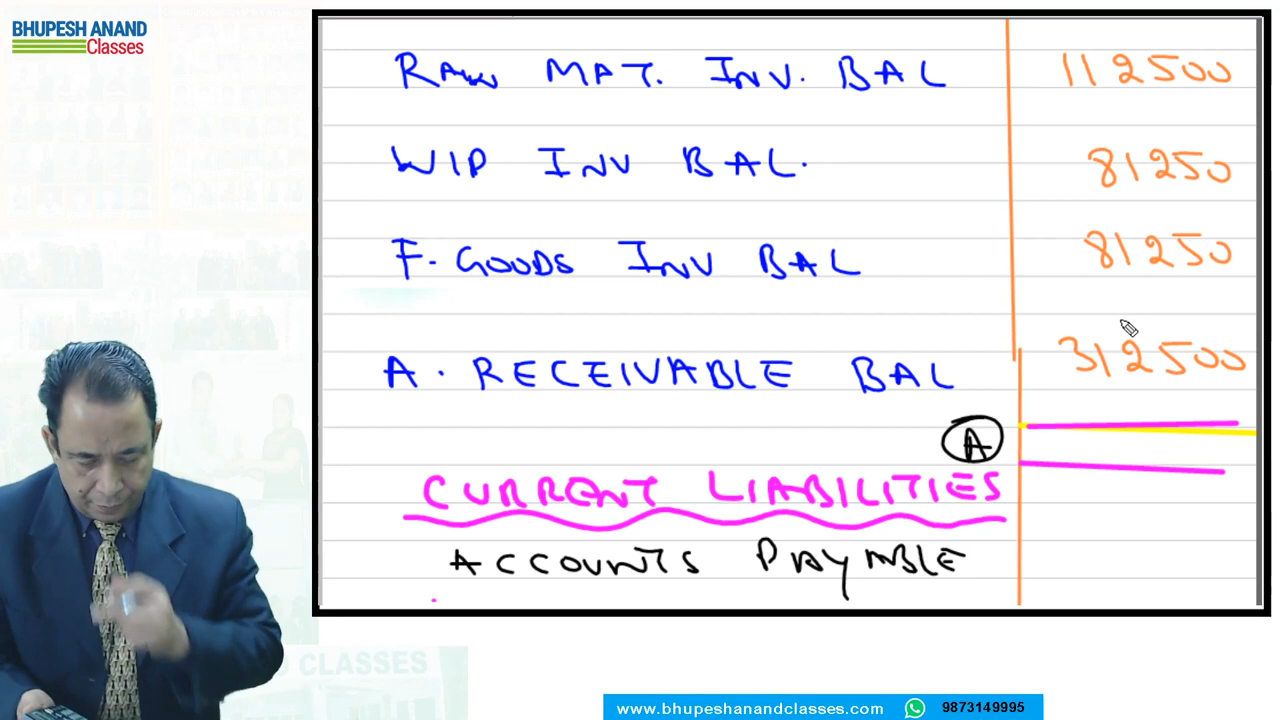 BHUPESH ANAND
Classes
RAW MAT. INV. BAL 112500
WIP INV BAL. 81250
F. GOODS INV BAL 81250
A. RECEIVABLE BAL 312500
A
CURRENT LIABILITIES
ACCOUNTS PAYABLE
CLASSES
www.bhupeshanandclasses.com 9873149995